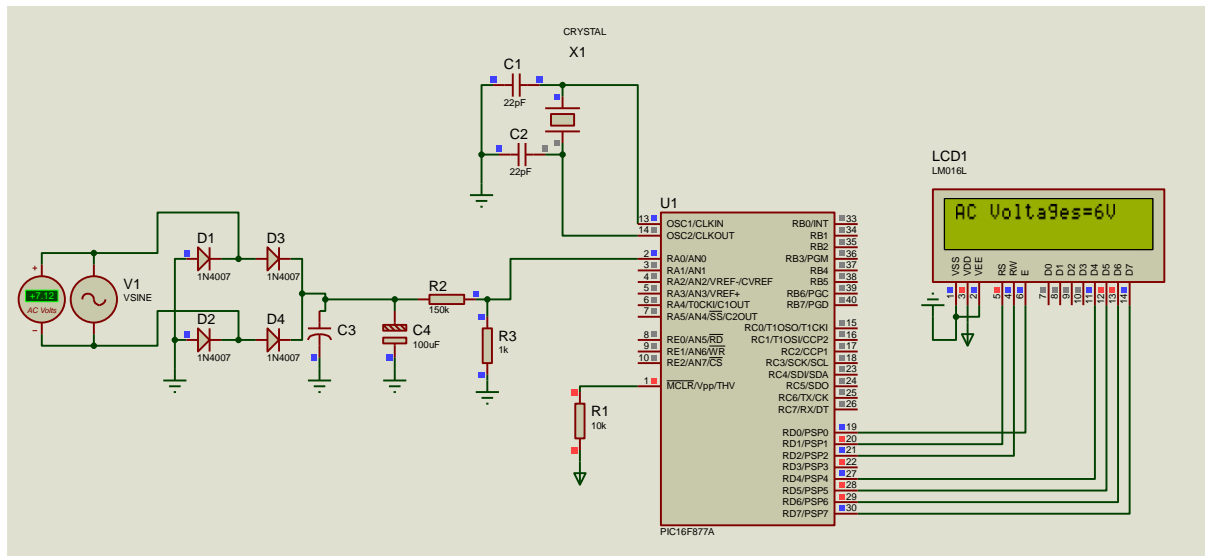 CRYSTAL
X1
C1
22pF
C2
22pF
LCD1
LM016L
AC Voltages=6V
VSS
VDD
VEE
RS
RW
E
D0
D1
D2
D3
D4
D5
D6
D7
1
2
3
4
5
6
7
8
9
10
11
12
13
14
U1
13 OSC1/CLKIN
14 OSC2/CLKOUT
2 RA0/AN0
3 RA1/AN1
4 RA2/AN2/VREF-/CVREF
5 RA3/AN3/VREF+
6 RA4/T0CKI/C1OUT
7 RA5/AN4/SS/C2OUT
8 RE0/AN5/RD
9 RE1/AN6/WR
10 RE2/AN7/CS
1 MCLR/Vpp/THV
RB0/INT 33
RB1 34
RB2 35
RB3/PGM 36
RB4 37
RB5 38
RB6/PGC 39
RB7/PGD 40
RC0/T1OSO/T1CKI 15
RC1/T1OSI/CCP2 16
RC2/CCP1 17
RC3/SCK/SCL 18
RC4/SDI/SDA 23
RC5/SDO 24
RC6/TX/CK 25
RC7/RX/DT 26
RD0/PSP0 19
RD1/PSP1 20
RD2/PSP2 21
RD3/PSP3 22
RD4/PSP4 27
RD5/PSP5 28
RD6/PSP6 29
RD7/PSP7 30
PIC16F877A
+7.12
AC Volts
V1
VSINE
D1
1N4007
D3
1N4007
D2
1N4007
D4
1N4007
C3
C4
100uF
R2
150k
R3
1k
R1
10k